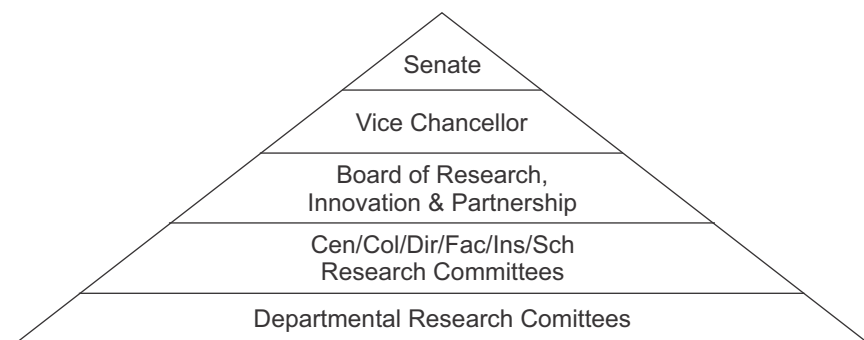 Senate
Vice Chancellor
Board of Research,
Innovation & Partnership
Cen/Col/Dir/Fac/Ins/Sch
Research Committees
Departmental Research Comittees